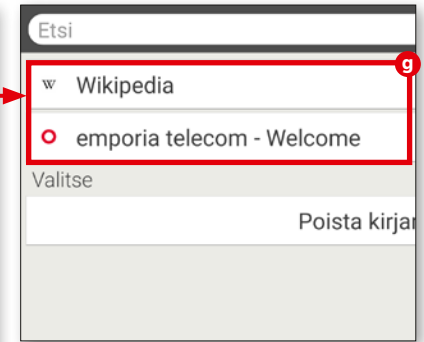 Etsi
g
W Wikipedia
emporia telecom - Welcome
Valitse
Poista kirjan